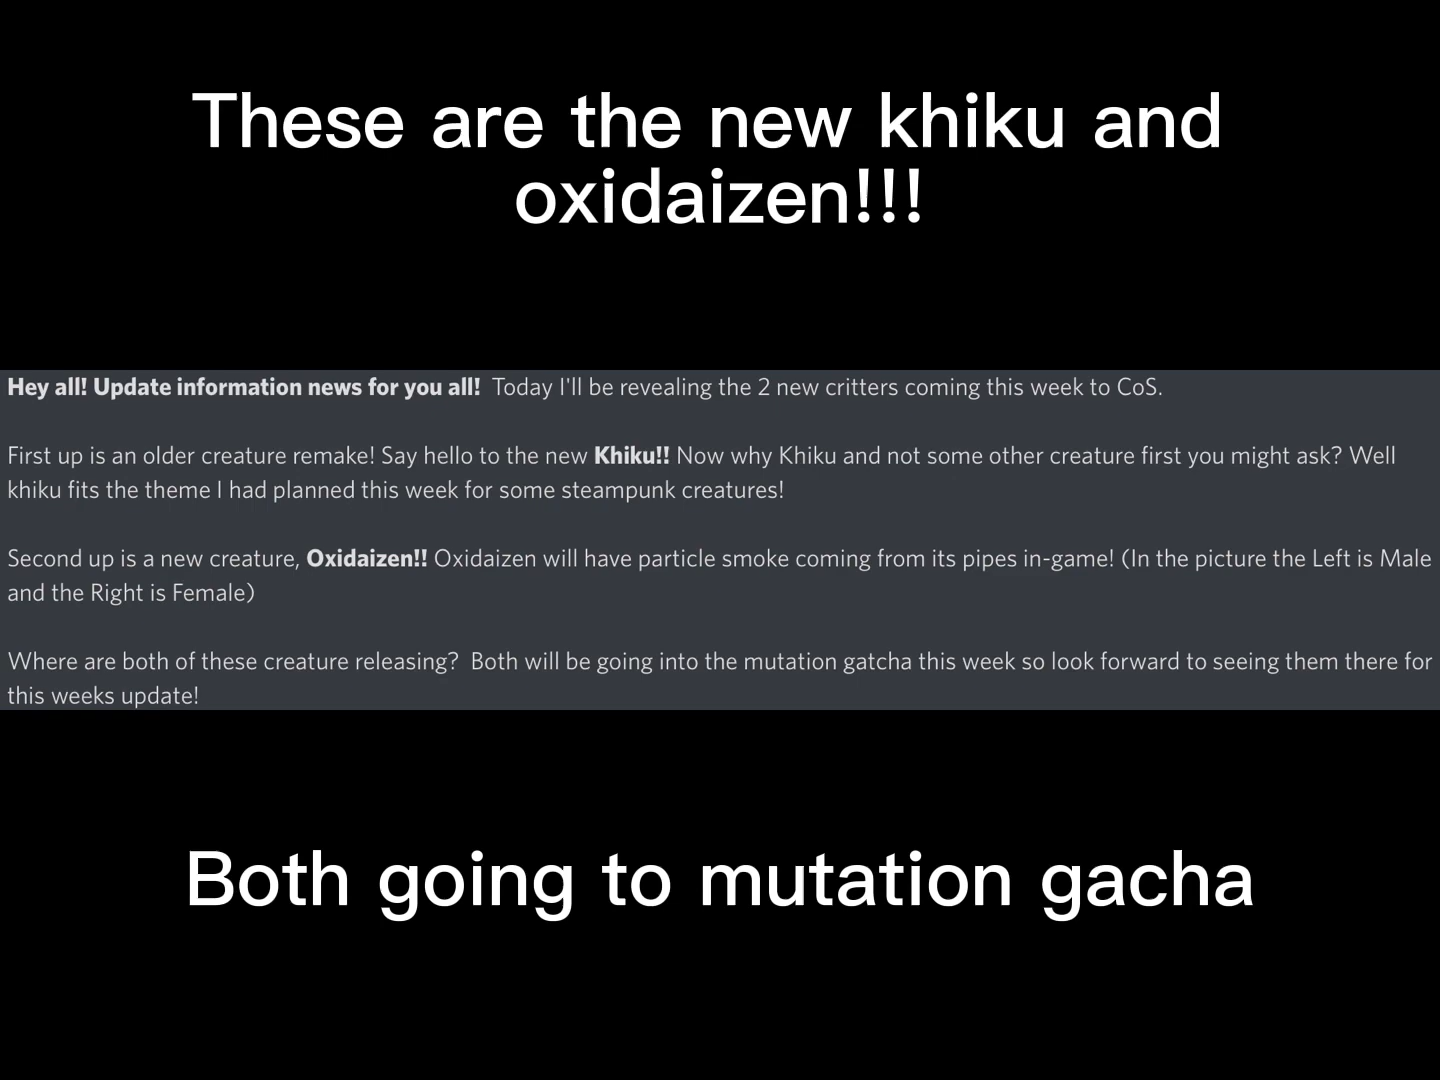 These are the new khiku and
oxidaizen!!!
Hey all! Update information news for you all!  Today I'll be revealing the 2 new critters coming this week to CoS.
First up is an older creature remake! Say hello to the new Khiku!! Now why Khiku and not some other creature first you might ask? Well
khiku fits the theme I had planned this week for some steampunk creatures!
Second up is a new creature, Oxidaizen!! Oxidaizen will have particle smoke coming from its pipes in-game! (In the picture the Left is Male
and the Right is Female)
Where are both of these creature releasing?  Both will be going into the mutation gatcha this week so look forward to seeing them there for
this weeks update!
Both going to mutation gacha